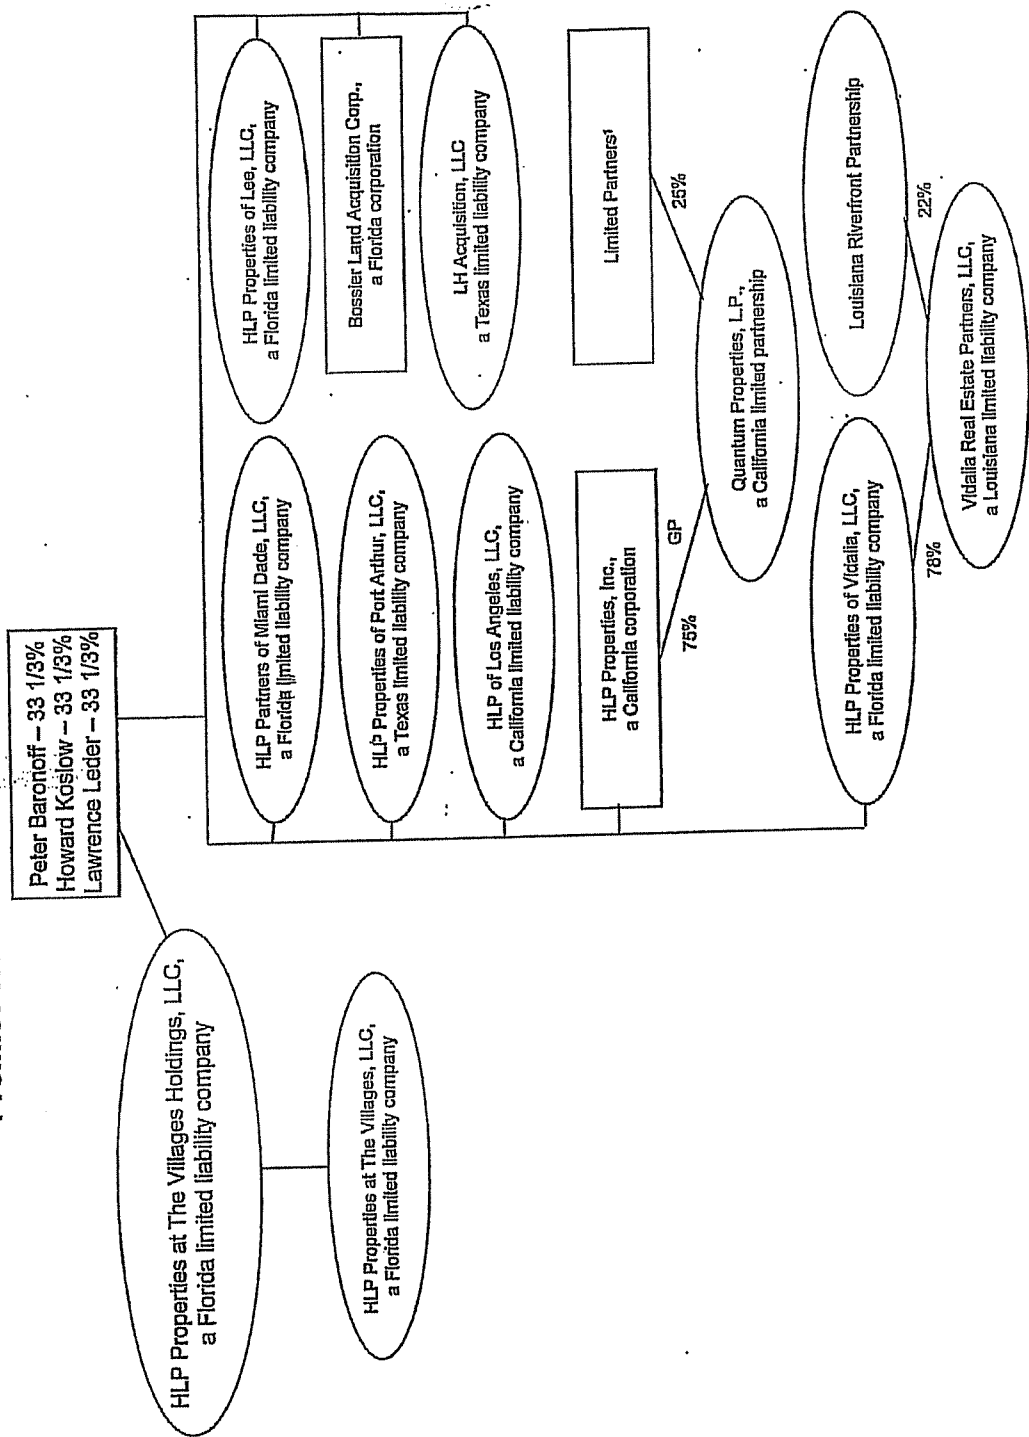 Peter Baronoff – 33 1/3%
Howard Koslow – 33 1/3%
Lawrence Leder – 33 1/3%
HLP Properties at The Villages Holdings, LLC,
a Florida limited liability company
HLP Properties at The Villages, LLC,
a Florida limited liability company
HLP Partners of Miami Dade, LLC,
a Florida limited liability company
HLP Properties of Lee, LLC,
a Florida limited liability company
HLP Properties of Port Arthur, LLC,
a Texas limited liability company
Bossier Land Acquisition Corp.,
a Florida corporation
HLP of Los Angeles, LLC,
a California limited liability company
LH Acquisition, LLC
a Texas limited liability company
HLP Properties, Inc.,
a California corporation
Limited Partners¹
75%
GP
25%
Quantum Properties, L.P.,
a California limited partnership
HLP Properties of Vidalia, LLC,
a Florida limited liability company
Louisiana Riverfront Partnership
78%
22%
Vidalia Real Estate Partners, LLC,
a Louisiana limited liability company